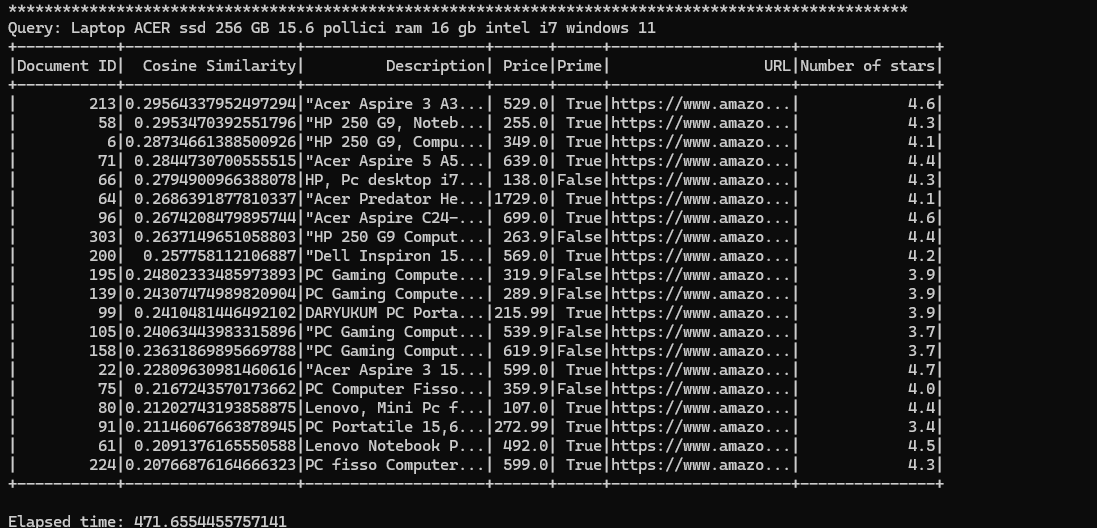 ****************************************************************************************************
Query: Laptop ACER ssd 256 GB 15.6 pollici ram 16 gb intel i7 windows 11
+-----------+-------------------+--------------------+------+-----+--------------------+---------------+
|Document ID|  Cosine Similarity|         Description| Price|Prime|                 URL|Number of stars|
+-----------+-------------------+--------------------+------+-----+--------------------+---------------+
|        213|0.29564337952497294|"Acer Aspire 3 A3...| 529.0| True|https://www.amazo...|            4.6|
|         58| 0.2953470392551796|"HP 250 G9, Noteb...| 255.0| True|https://www.amazo...|            4.3|
|          6|0.28734661388500926|"HP 250 G9, Compu...| 349.0| True|https://www.amazo...|            4.1|
|         71| 0.2844730700555515|"Acer Aspire 5 A5...| 639.0| True|https://www.amazo...|            4.4|
|         66| 0.2794900966388078|HP, Pc desktop i7...| 138.0|False|https://www.amazo...|            4.3|
|         64| 0.2686391877810337|"Acer Predator He...|1729.0| True|https://www.amazo...|            4.1|
|         96| 0.2674208479895744|"Acer Aspire C24-...| 699.0| True|https://www.amazo...|            4.6|
|        303| 0.2637149651058803|"HP 250 G9 Comput...| 263.9|False|https://www.amazo...|            4.4|
|        200|  0.257758112106887|"Dell Inspiron 15...| 569.0| True|https://www.amazo...|            4.2|
|        195|0.24802333485973893|PC Gaming Compute...| 319.9|False|https://www.amazo...|            3.9|
|        139|0.24307474989820904|PC Gaming Compute...| 289.9|False|https://www.amazo...|            3.9|
|         99| 0.2410481446492102|DARYUKUM PC Porta...|215.99| True|https://www.amazo...|            3.9|
|        105|0.24063443983315896|"PC Gaming Comput...| 539.9|False|https://www.amazo...|            3.7|
|        158|0.23631869895669788|"PC Gaming Comput...| 619.9|False|https://www.amazo...|            3.7|
|         22|0.22809630981460616|"Acer Aspire 3 15...| 599.0| True|https://www.amazo...|            4.7|
|         75| 0.2167243570173662|PC Computer Fisso...| 359.9|False|https://www.amazo...|            4.0|
|         80|0.21202743193858875|Lenovo, Mini Pc f...| 107.0| True|https://www.amazo...|            4.4|
|         91|0.21146067663878945|PC Portatile 15,6...|272.99| True|https://www.amazo...|            3.4|
|         61| 0.2091376165550588|Lenovo Notebook P...| 492.0| True|https://www.amazo...|            4.5|
|        224|0.20766876164666323|PC fisso Computer...| 599.0| True|https://www.amazo...|            4.3|
+-----------+-------------------+--------------------+------+-----+--------------------+---------------+
Elapsed time: 471.6554455757141